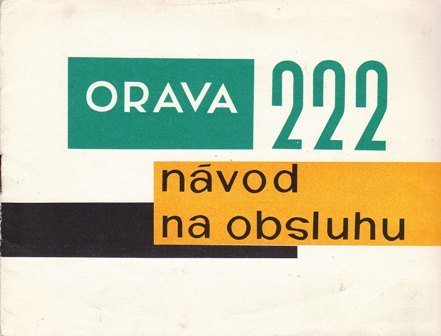 ORAVA 222
návod
na obsluhu